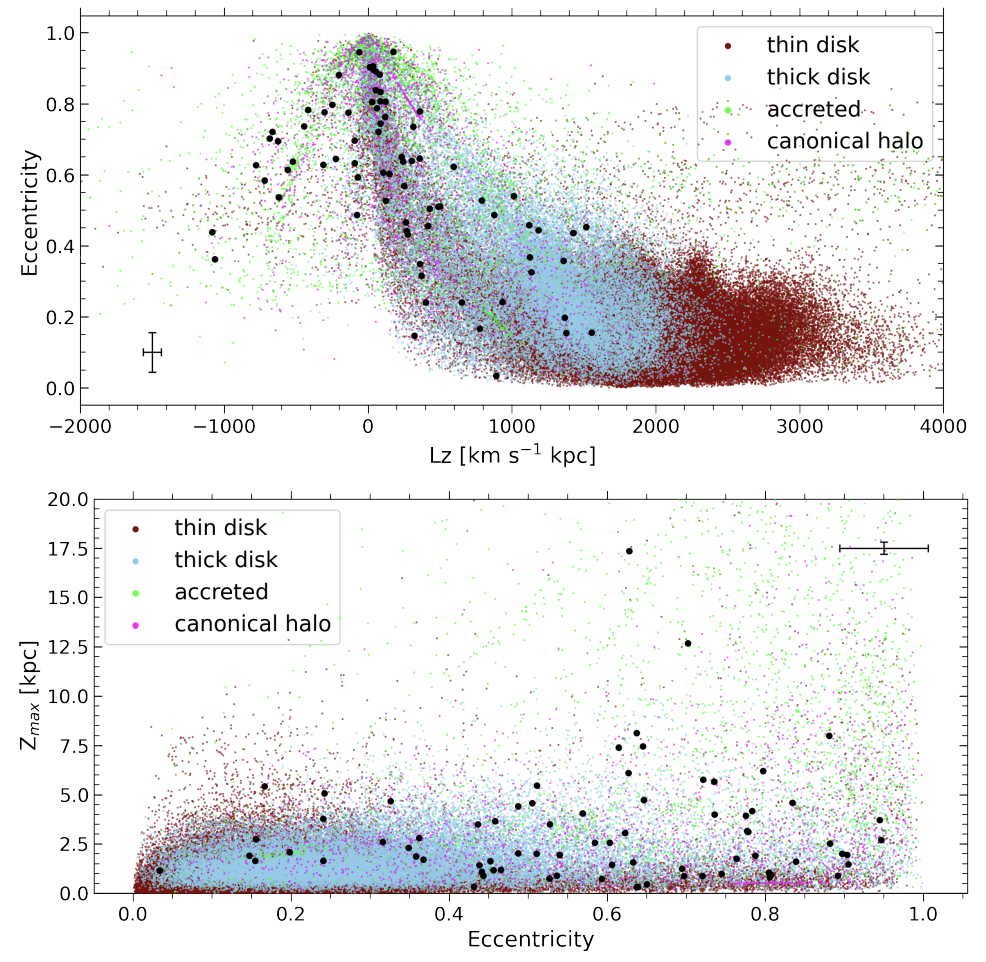 1.0
0.8
0.6
0.4
0.2
0.0
Eccentricity
thin disk
thick disk
accreted
canonical halo
−2000 −1000 0 1000 2000 3000 4000
Lz [km s⁻¹ kpc]
20.0
17.5
15.0
12.5
10.0
7.5
5.0
2.5
0.0
Zmax [kpc]
thin disk
thick disk
accreted
canonical halo
0.0 0.2 0.4 0.6 0.8 1.0
Eccentricity